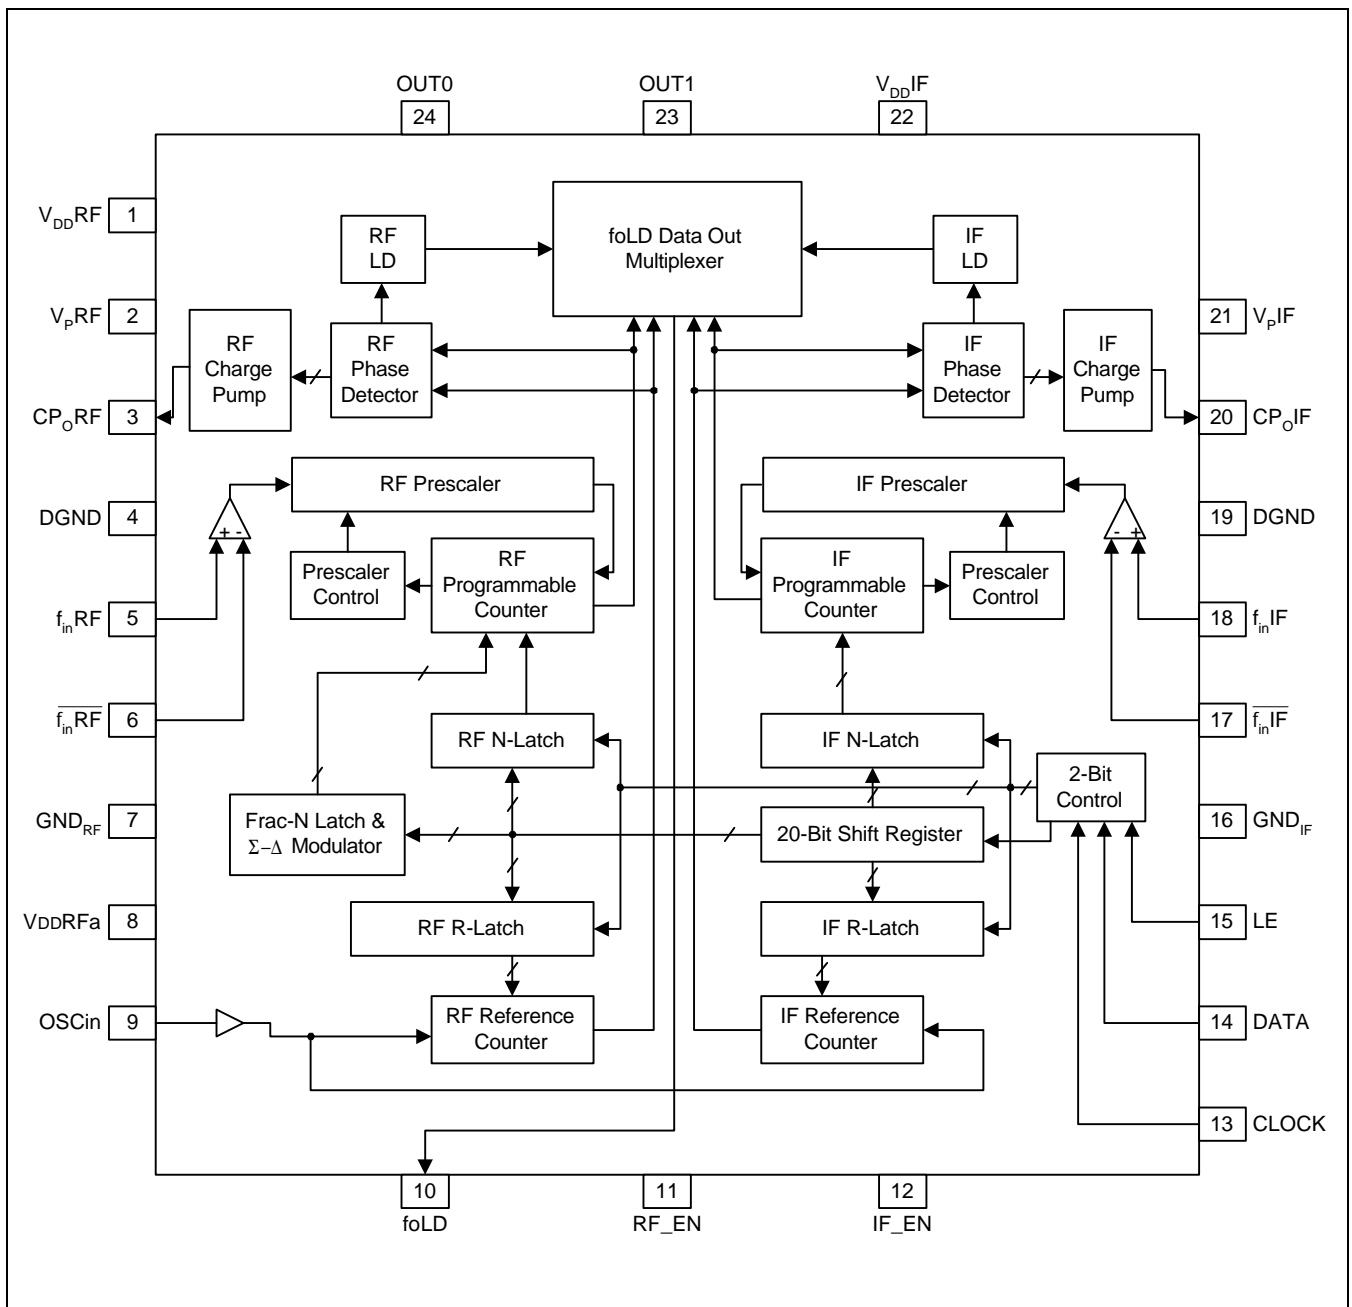 OUT0
24
OUT1
23
VDDIF
22
VDDRF 1
VPRF 2
CPORF 3
DGND 4
finRF 5
finRF 6
GNDRF 7
VDDRFa 8
OSCin 9
RF
LD
foLD Data Out
Multiplexer
IF
LD
RF
Charge
Pump
RF
Phase
Detector
IF
Phase
Detector
IF
Charge
Pump
RF Prescaler
IF Prescaler
+ -
- +
Prescaler
Control
RF
Programmable
Counter
IF
Programmable
Counter
Prescaler
Control
RF N-Latch
IF N-Latch
2-Bit
Control
Frac-N Latch &
Σ–Δ Modulator
20-Bit Shift Register
RF R-Latch
IF R-Latch
RF Reference
Counter
IF Reference
Counter
21 VPIF
20 CPOIF
19 DGND
18 finIF
17 finIF
16 GNDIF
15 LE
14 DATA
13 CLOCK
10
foLD
11
RF_EN
12
IF_EN